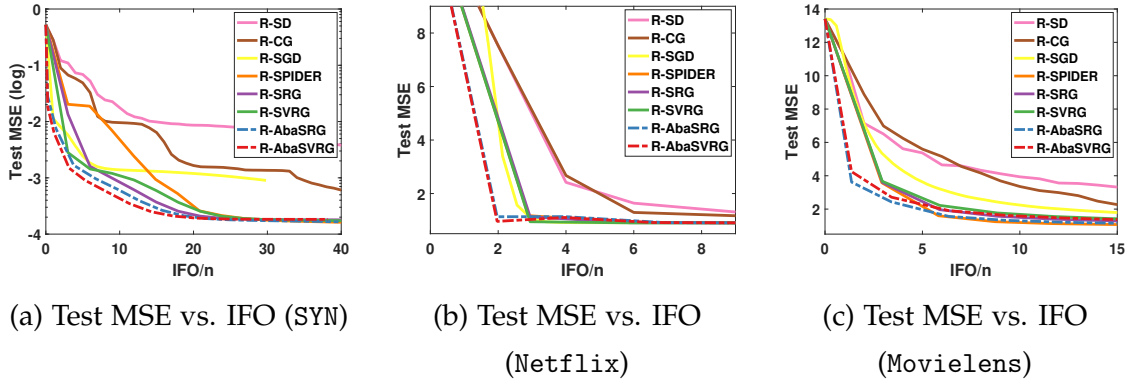 0
-1
-2
-3
-4
Test MSE (log)
0 10 20 30 40
IFO/n
R-SD
R-CG
R-SGD
R-SPIDER
R-SRG
R-SVRG
R-AbaSRG
R-AbaSVRG
8
6
4
2
Test MSE
0 2 4 6 8
IFO/n
R-SD
R-CG
R-SGD
R-SPIDER
R-SRG
R-SVRG
R-AbaSRG
R-AbaSVRG
14
12
10
8
6
4
2
Test MSE
0 5 10 15
IFO/n
R-SD
R-CG
R-SGD
R-SPIDER
R-SRG
R-SVRG
R-AbaSRG
R-AbaSVRG
(a) Test MSE vs. IFO (SYN)
(b) Test MSE vs. IFO
(Netflix)
(c) Test MSE vs. IFO
(Movielens)